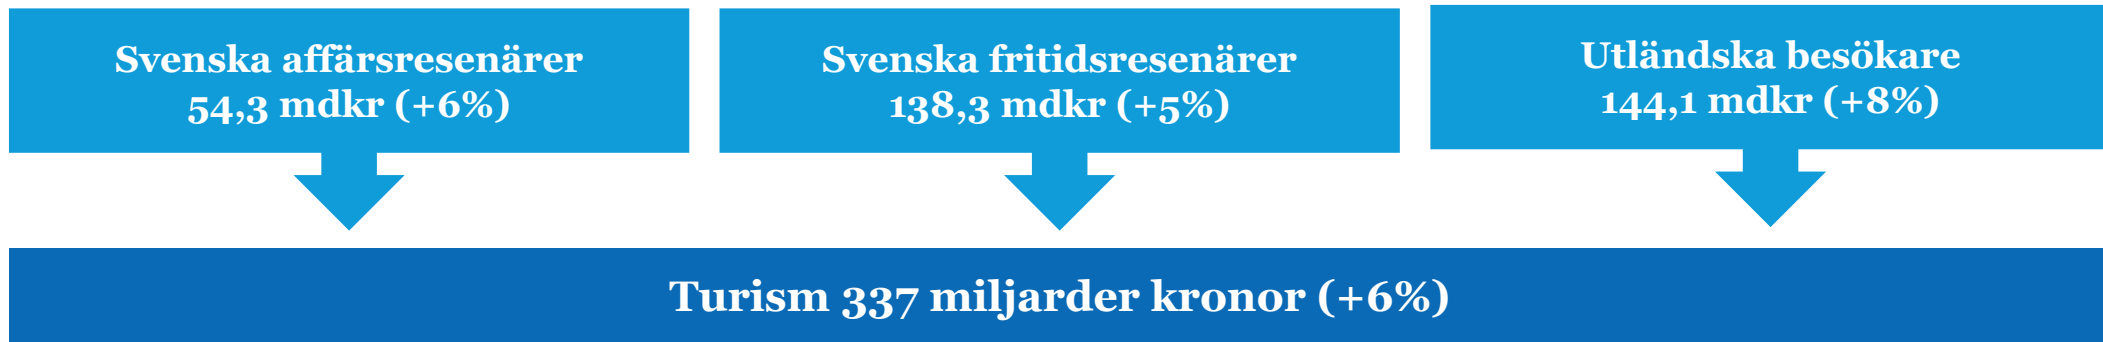 Svenska affärsresenärer
54,3 mdkr (+6%)
Svenska fritidsresenärer
138,3 mdkr (+5%)
Utländska besökare
144,1 mdkr (+8%)
Turism 337 miljarder kronor (+6%)